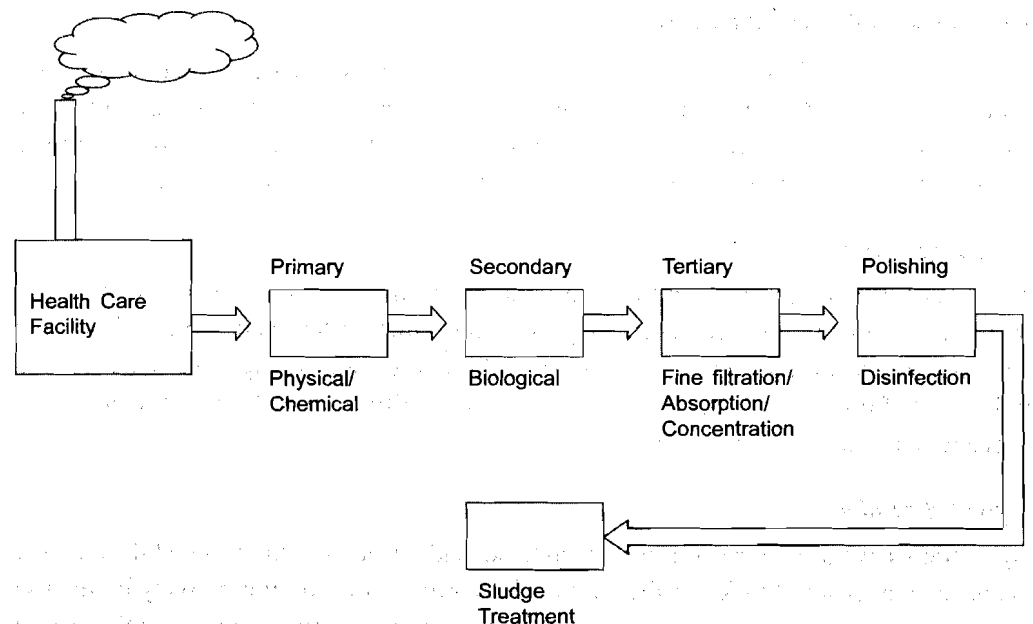 Health Care
Facility
Primary
Physical/
Chemical
Secondary
Biological
Tertiary
Fine filtration/
Absorption/
Concentration
Polishing
Disinfection
Sludge
Treatment